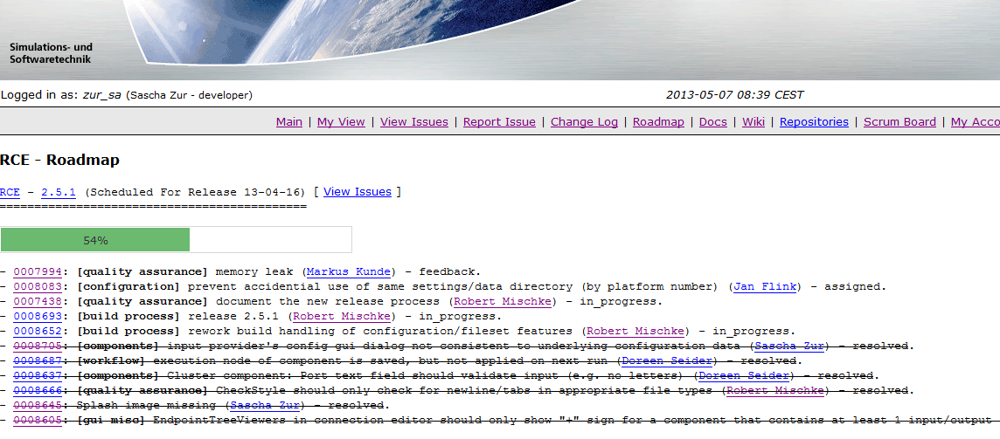 Simulations- und
Softwaretechnik
Logged in as: zur_sa (Sascha Zur - developer) 2013-05-07 08:39 CEST
Main | My View | View Issues | Report Issue | Change Log | Roadmap | Docs | Wiki | Repositories | Scrum Board | My Acco
RCE - Roadmap
RCE - 2.5.1 (Scheduled For Release 13-04-16) [ View Issues ]
============================================
54%
- 0007994: [quality assurance] memory leak (Markus Kunde) - feedback.
- 0008083: [configuration] prevent accidential use of same settings/data directory (by platform number) (Jan Flink) - assigned.
- 0007438: [quality assurance] document the new release process (Robert Mischke) - in_progress.
- 0008693: [build process] release 2.5.1 (Robert Mischke) - in_progress.
- 0008652: [build process] rework build handling of configuration/fileset features (Robert Mischke) - in_progress.
- 0008705: [components] input provider's config gui dialog not consistent to underlying configuration data (Sascha Zur) - resolved.
- 0008687: [workflow] execution node of component is saved, but not applied on next run (Doreen Seider) - resolved.
- 0008637: [components] Cluster component: Port text field should validate input (e.g. no letters) (Doreen Seider) - resolved.
- 0008666: [quality assurance] CheckStyle should only check for newline/tabs in appropriate file types (Robert Mischke) - resolved.
- 0008645: Splash image missing (Sascha Zur) - resolved.
- 0008605: [gui misc] EndpointTreeViewers in connection editor should only show "+" sign for a component that contains at least 1 input/output